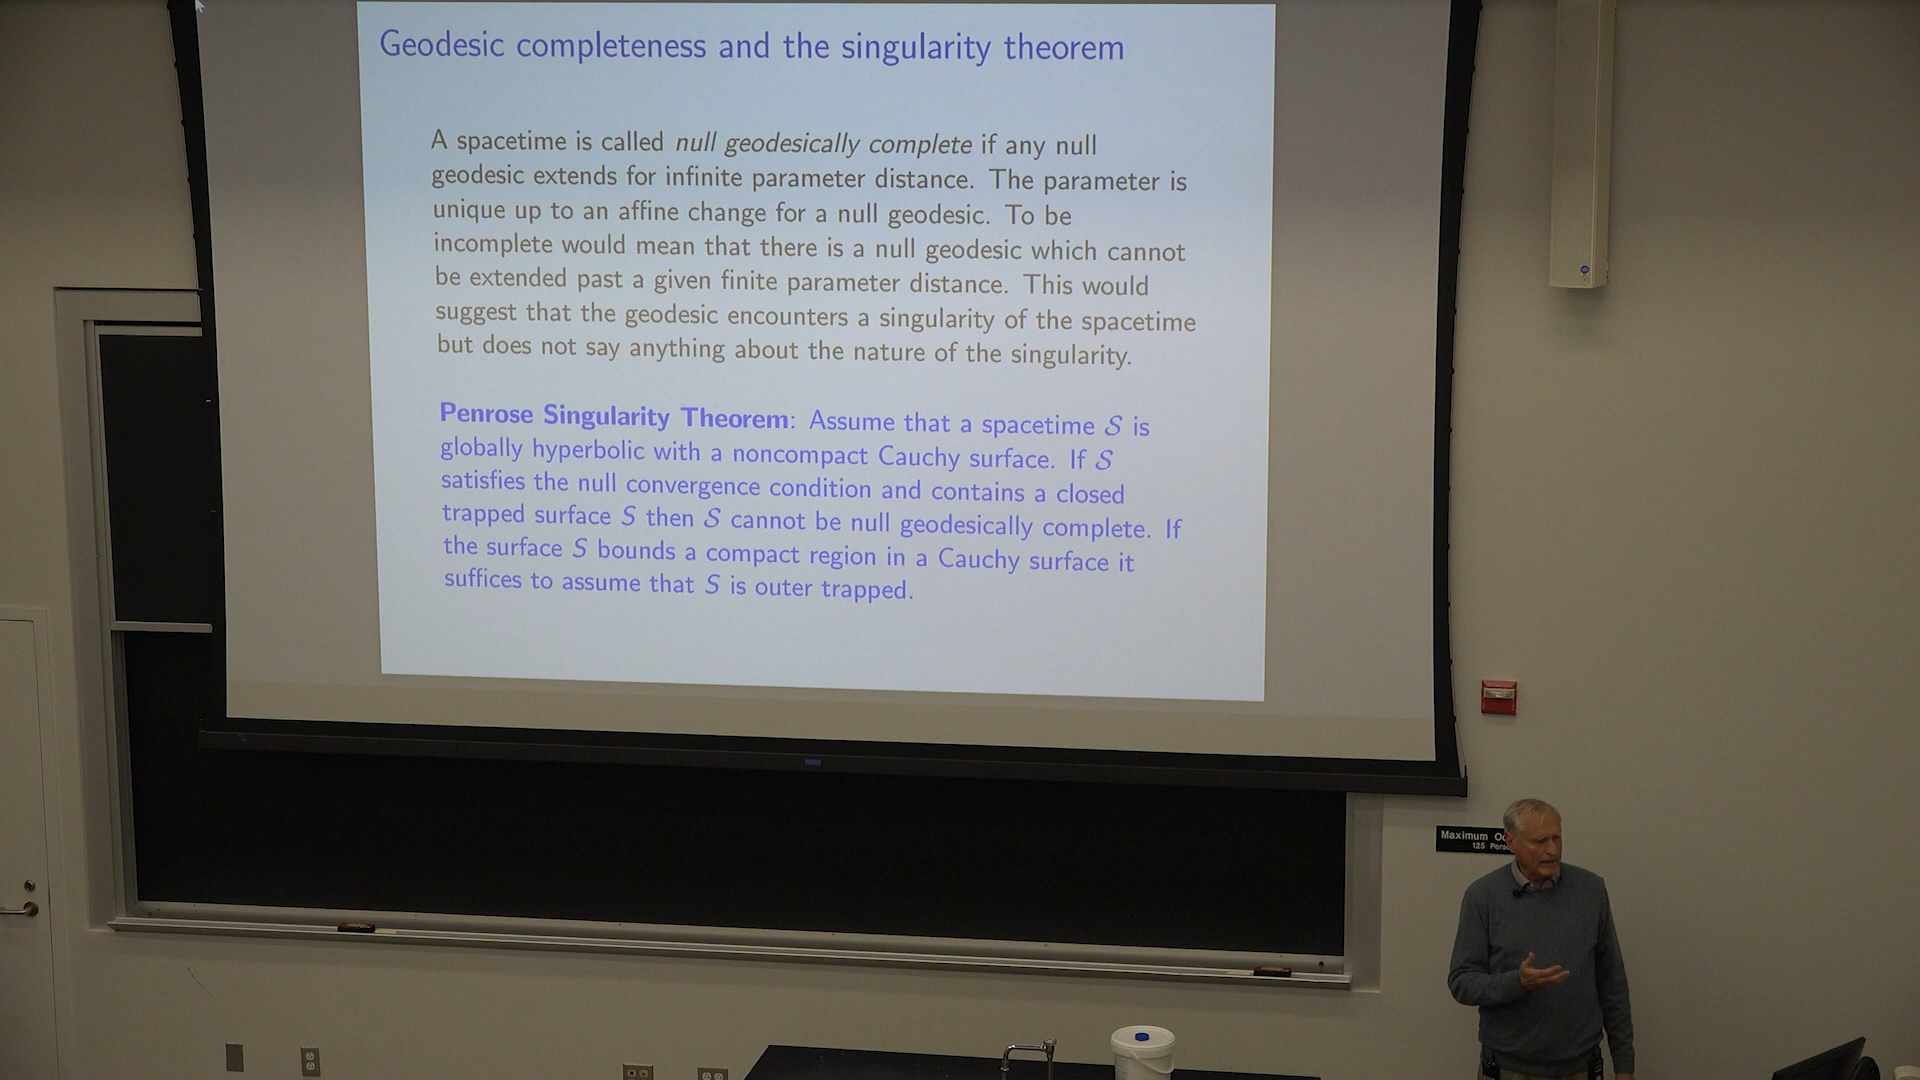 Geodesic completeness and the singularity theorem
A spacetime is called null geodesically complete if any null
geodesic extends for infinite parameter distance. The parameter is
unique up to an affine change for a null geodesic. To be
incomplete would mean that there is a null geodesic which cannot
be extended past a given finite parameter distance. This would
suggest that the geodesic encounters a singularity of the spacetime
but does not say anything about the nature of the singularity.
Penrose Singularity Theorem: Assume that a spacetime 𝒮 is
globally hyperbolic with a noncompact Cauchy surface. If 𝒮
satisfies the null convergence condition and contains a closed
trapped surface S then 𝒮 cannot be null geodesically complete. If
the surface S bounds a compact region in a Cauchy surface it
suffices to assume that S is outer trapped.
Maximum
125